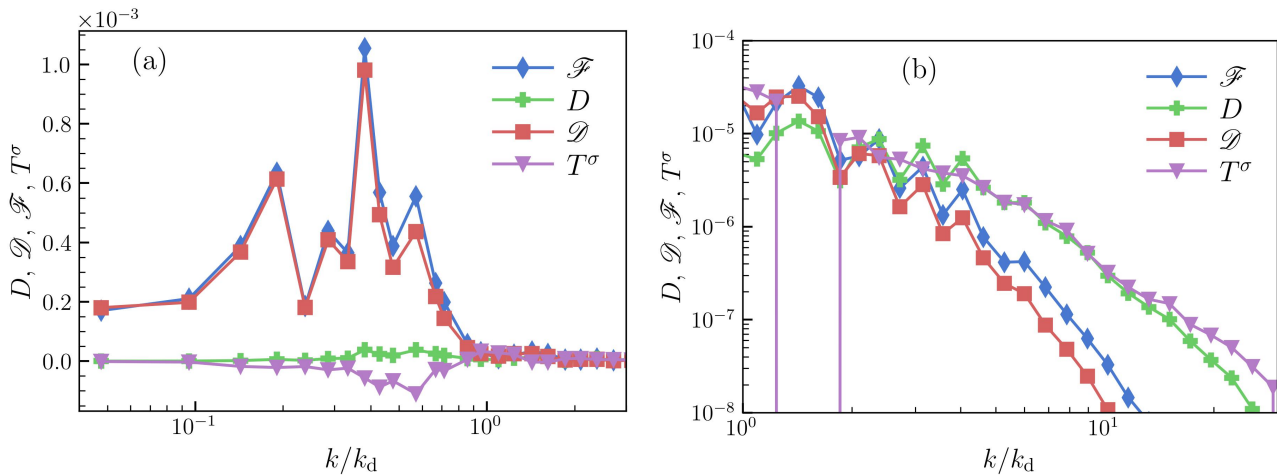 ×10⁻³
(a)
ℱ
D
𝒟
T^σ
1.0
0.8
0.6
0.4
0.2
0.0
D, 𝒟, ℱ, T^σ
10⁻¹
10⁰
k/k_d
(b)
ℱ
D
𝒟
T^σ
10⁻⁴
10⁻⁵
10⁻⁶
10⁻⁷
10⁻⁸
D, 𝒟, ℱ, T^σ
10⁰
10¹
k/k_d